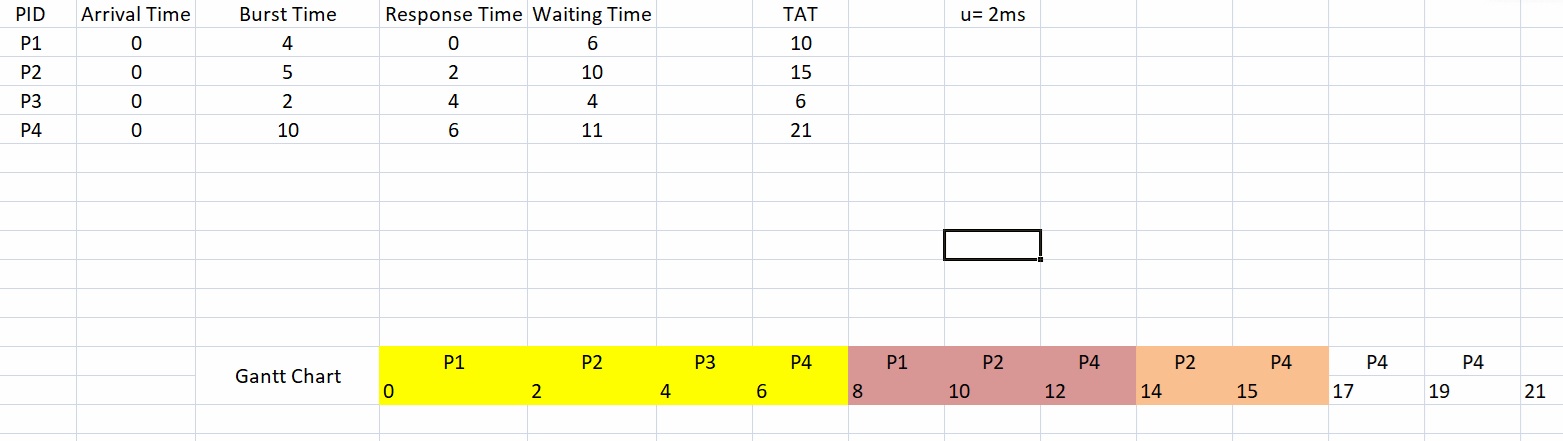 PID Arrival Time Burst Time Response Time Waiting Time TAT u= 2ms
P1 0 4 0 6 10
P2 0 5 2 10 15
P3 0 2 4 4 6
P4 0 10 6 11 21
P1 P2 P3 P4 P1 P2 P4 P2 P4 P4 P4
Gantt Chart
0 2 4 6 8 10 12 14 15 17 19 21